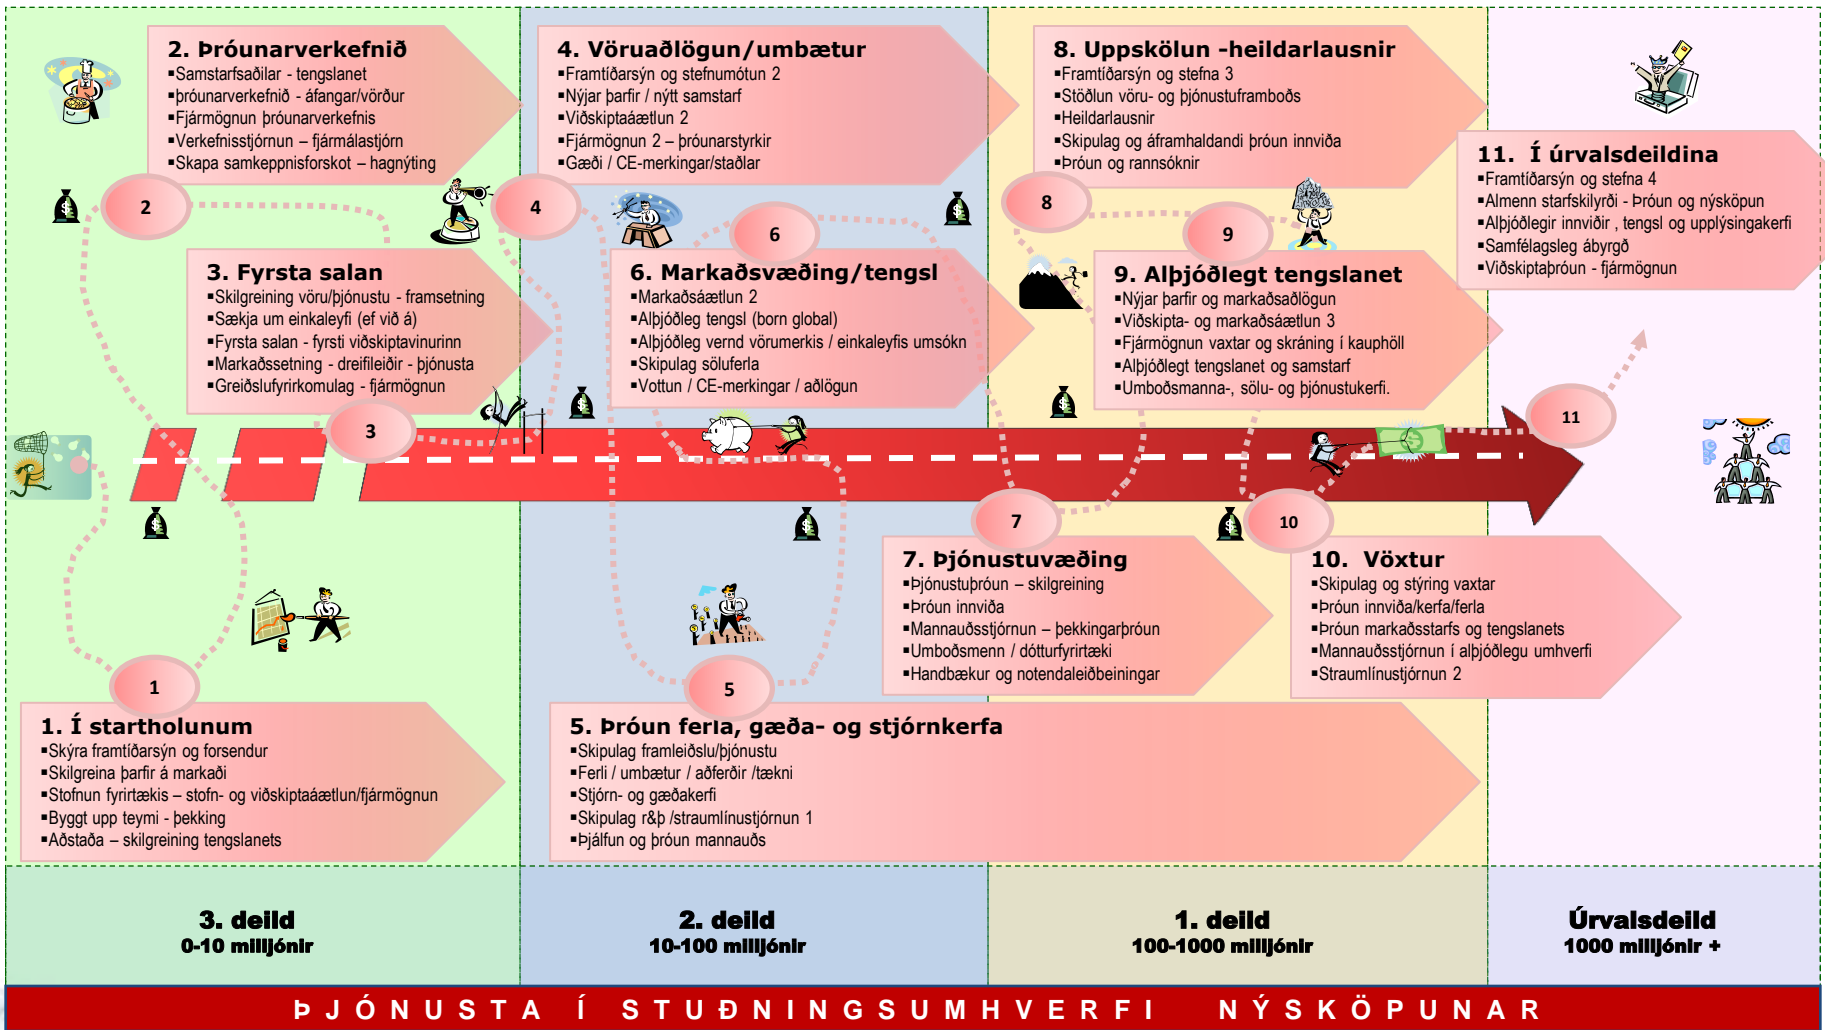 2. Þróunarverkefnið
▪Samstarfsaðilar - tengslanet
▪þróunarverkefnið - áfangar/vörður
▪Fjármögnun þróunarverkefnis
▪Verkefnisstjórnun – fjármálastjórn
▪Skapa samkeppnisforskot – hagnýting
2
3. Fyrsta salan
▪Skilgreining vöru/þjónustu - framsetning
▪Sækja um einkaleyfi (ef við á)
▪Fyrsta salan - fyrsti viðskiptavinurinn
▪Markaðssetning - dreifileiðir - þjónusta
▪Greiðslufyrirkomulag - fjármögnun
3
1
1. Í startholunum
▪Skýra framtíðarsýn og forsendur
▪Skilgreina þarfir á markaði
▪Stofnun fyrirtækis – stofn- og viðskiptaáætlun/fjármögnun
▪Byggt upp teymi - þekking
▪Aðstaða – skilgreining tengslanets
4. Vöruaðlögun/umbætur
▪Framtíðarsýn og stefnumótun 2
▪Nýjar þarfir / nýtt samstarf
▪Viðskiptaáætlun 2
▪Fjármögnun 2 – þróunarstyrkir
▪Gæði / CE-merkingar/staðlar
4
6
6. Markaðsvæðing/tengsl
▪Markaðsáætlun 2
▪Alþjóðleg tengsl (born global)
▪Alþjóðleg vernd vörumerkis / einkaleyfis umsókn
▪Skipulag söluferla
▪Vottun / CE-merkingar / aðlögun
5
5. Þróun ferla, gæða- og stjórnkerfa
▪Skipulag framleiðslu/þjónustu
▪Ferli / umbætur / aðferðir /tækni
▪Stjórn- og gæðakerfi
▪Skipulag r&þ /straumlínustjórnun 1
▪Þjálfun og þróun mannauðs
7
7. Þjónustuvæðing
▪Þjónustuþróun – skilgreining
▪Þróun innviða
▪Mannauðsstjórnun – þekkingarþróun
▪Umboðsmenn / dótturfyrirtæki
▪Handbækur og notendaleiðbeiningar
8. Uppskölun -heildarlausnir
▪Framtíðarsýn og stefna 3
▪Stöðlun vöru- og þjónustuframboðs
▪Heildarlausnir
▪Skipulag og áframhaldandi þróun innviða
▪Þróun og rannsóknir
8
9
9. Alþjóðlegt tengslanet
▪Nýjar þarfir og markaðsaðlögun
▪Viðskipta- og markaðsáætlun 3
▪Fjármögnun vaxtar og skráning í kauphöll
▪Alþjóðlegt tengslanet og samstarf
▪Umboðsmanna-, sölu- og þjónustukerfi.
10
10. Vöxtur
▪Skipulag og stýring vaxtar
▪Þróun innviða/kerfa/ferla
▪Þróun markaðsstarfs og tengslanets
▪Mannauðsstjórnun í alþjóðlegu umhverfi
▪Straumlínustjórnun 2
11. Í úrvalsdeildina
▪Framtíðarsýn og stefna 4
▪Almenn starfskilyrði - Þróun og nýsköpun
▪Alþjóðlegir innviðir , tengsl og upplýsingakerfi
▪Samfélagsleg ábyrgð
▪Viðskiptaþróun - fjármögnun
11
3. deild
0-10 milljónir
2. deild
10-100 milljónir
1. deild
100-1000 milljónir
Úrvalsdeild
1000 milljónir +
ÞJÓNUSTA Í STUÐNINGSUMHVERFI NÝSKÖPUNAR